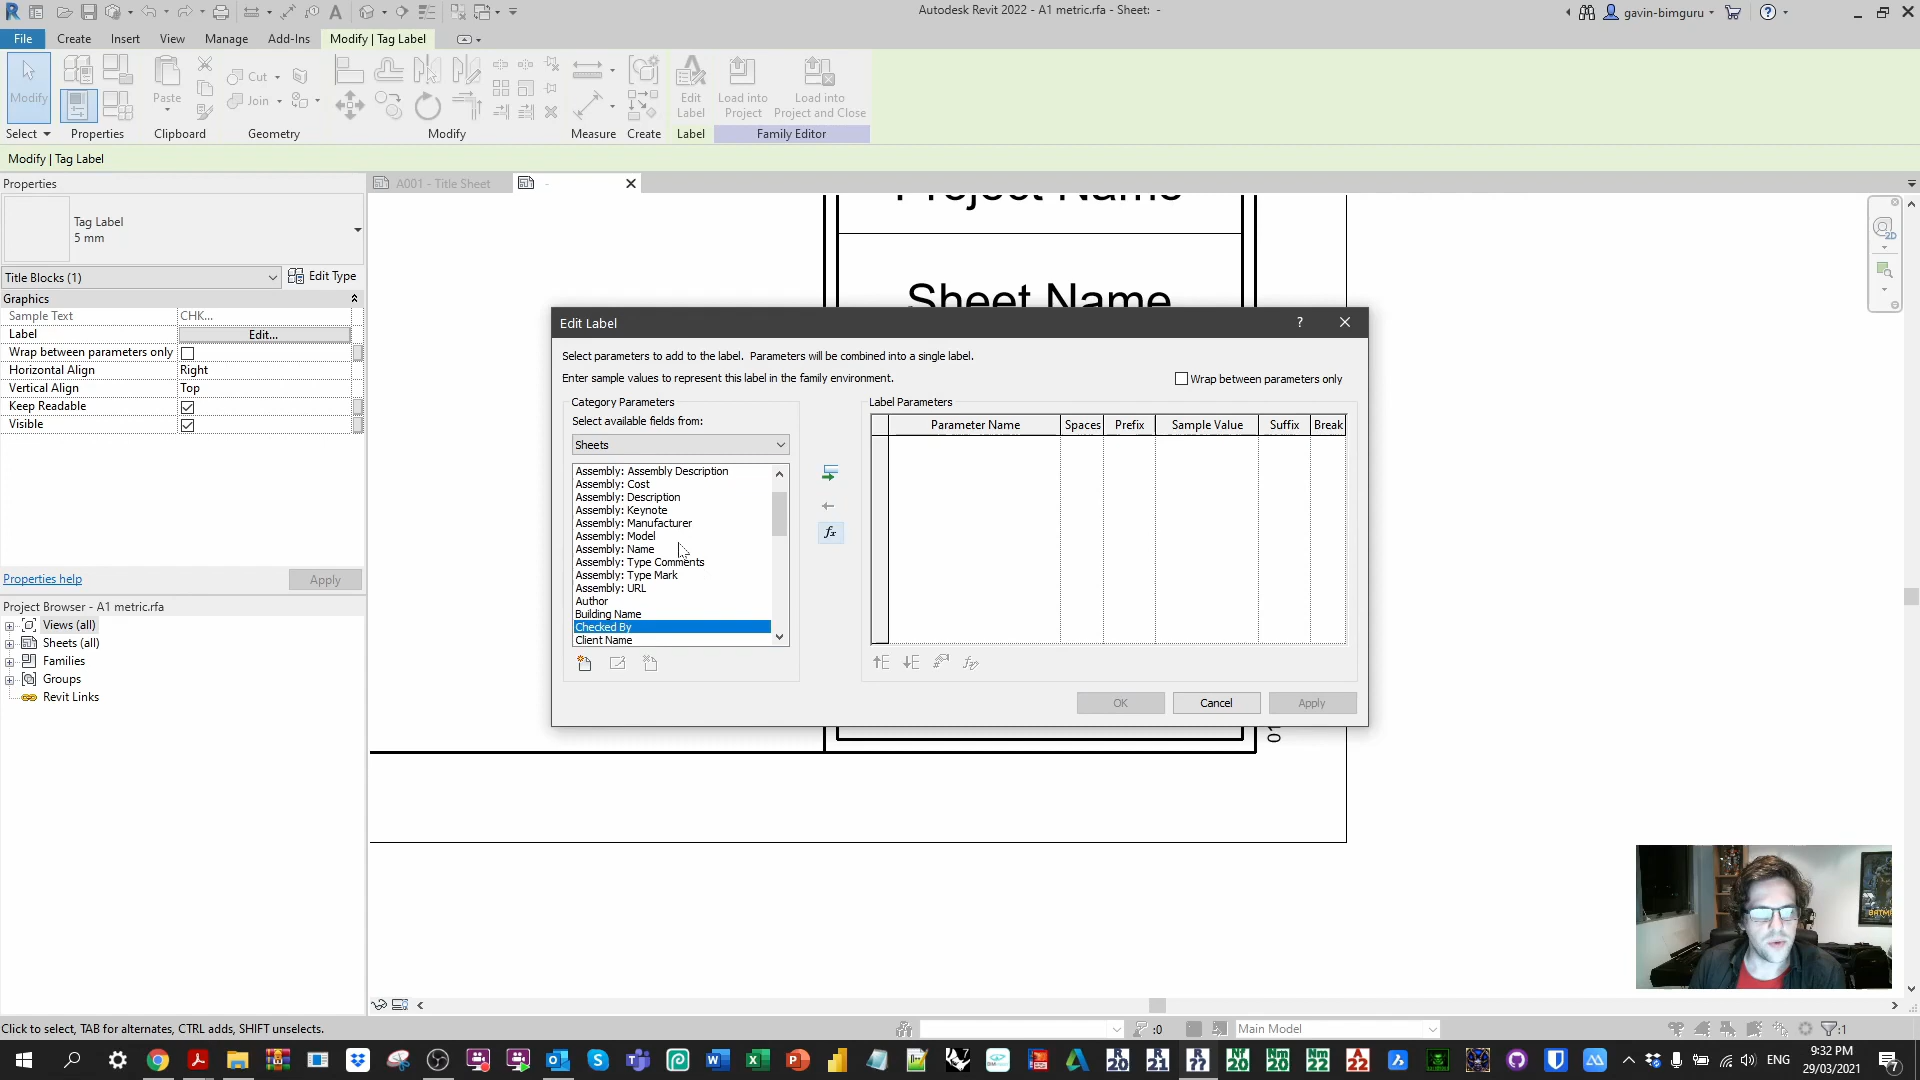 Autodesk Revit 2022 - A1 metric.rfa - Sheet: -
gavin-bimguru
File
Create
Insert
View
Manage
Add-Ins
Modify | Tag Label
Modify
Paste
Cut
Join
Edit Label
Load into Project
Load into Project and Close
Select
Properties
Clipboard
Geometry
Modify
Measure
Create
Label
Family Editor
Modify | Tag Label
Properties
A001 - Title Sheet
-
Tag Label
5 mm
Title Blocks (1)
Edit Type
Graphics
Sample Text CHK...
Label Edit...
Wrap between parameters only
Horizontal Align Right
Vertical Align Top
Keep Readable
Visible
Properties help
Apply
Project Browser - A1 metric.rfa
Views (all)
Sheets (all)
Families
Groups
Revit Links
Project Name
Sheet Name
Edit Label
Select parameters to add to the label. Parameters will be combined into a single label.
Enter sample values to represent this label in the family environment.
Wrap between parameters only
Category Parameters
Select available fields from:
Sheets
Assembly: Assembly Description
Assembly: Cost
Assembly: Description
Assembly: Keynote
Assembly: Manufacturer
Assembly: Model
Assembly: Name
Assembly: Type Comments
Assembly: Type Mark
Assembly: URL
Author
Building Name
Checked By
Client Name
Label Parameters
Parameter Name Spaces Prefix Sample Value Suffix Break
OK
Cancel
Apply
Click to select, TAB for alternates, CTRL adds, SHIFT unselects.
:0
Main Model
:1
ENG
9:32 PM
29/03/2021